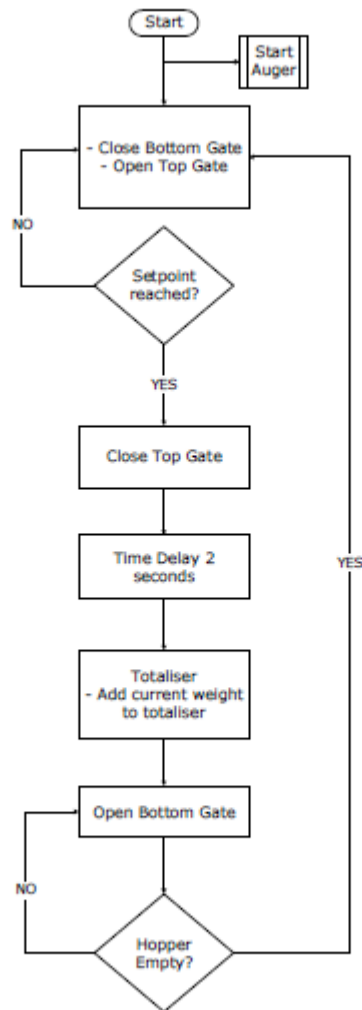 Start
Start
Auger
- Close Bottom Gate
- Open Top Gate
NO
Setpoint
reached?
YES
Close Top Gate
Time Delay 2
seconds
YES
Totaliser
- Add current weight
to totaliser
Open Bottom Gate
NO
Hopper
Empty?